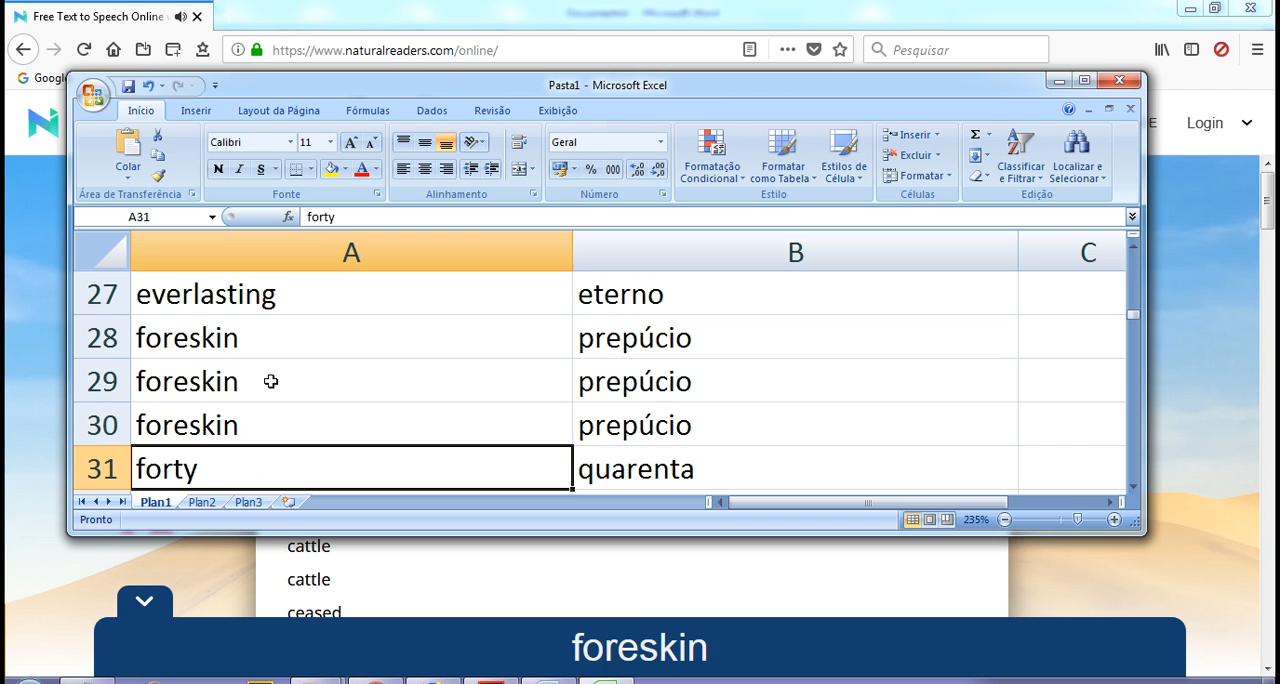 Free Text to Speech Online
https://www.naturalreaders.com/online/
Pesquisar
Googl
Pasta1 - Microsoft Excel
Início Inserir Layout da Página Fórmulas Dados Revisão Exibição
Calibri 11 Geral
Colar
N I S
% 000
Formatação Condicional
Formatar como Tabela
Estilos de Célula
Inserir
Excluir
Formatar
Classificar e Filtrar
Localizar e Selecionar
Área de Transferência Fonte Alinhamento Número Estilo Células Edição
E Login
A31 fx forty
A B C
27 everlasting eterno
28 foreskin prepúcio
29 foreskin prepúcio
30 foreskin prepúcio
31 forty quarenta
Plan1 Plan2 Plan3
Pronto 235%
cattle
cattle
ceased
foreskin